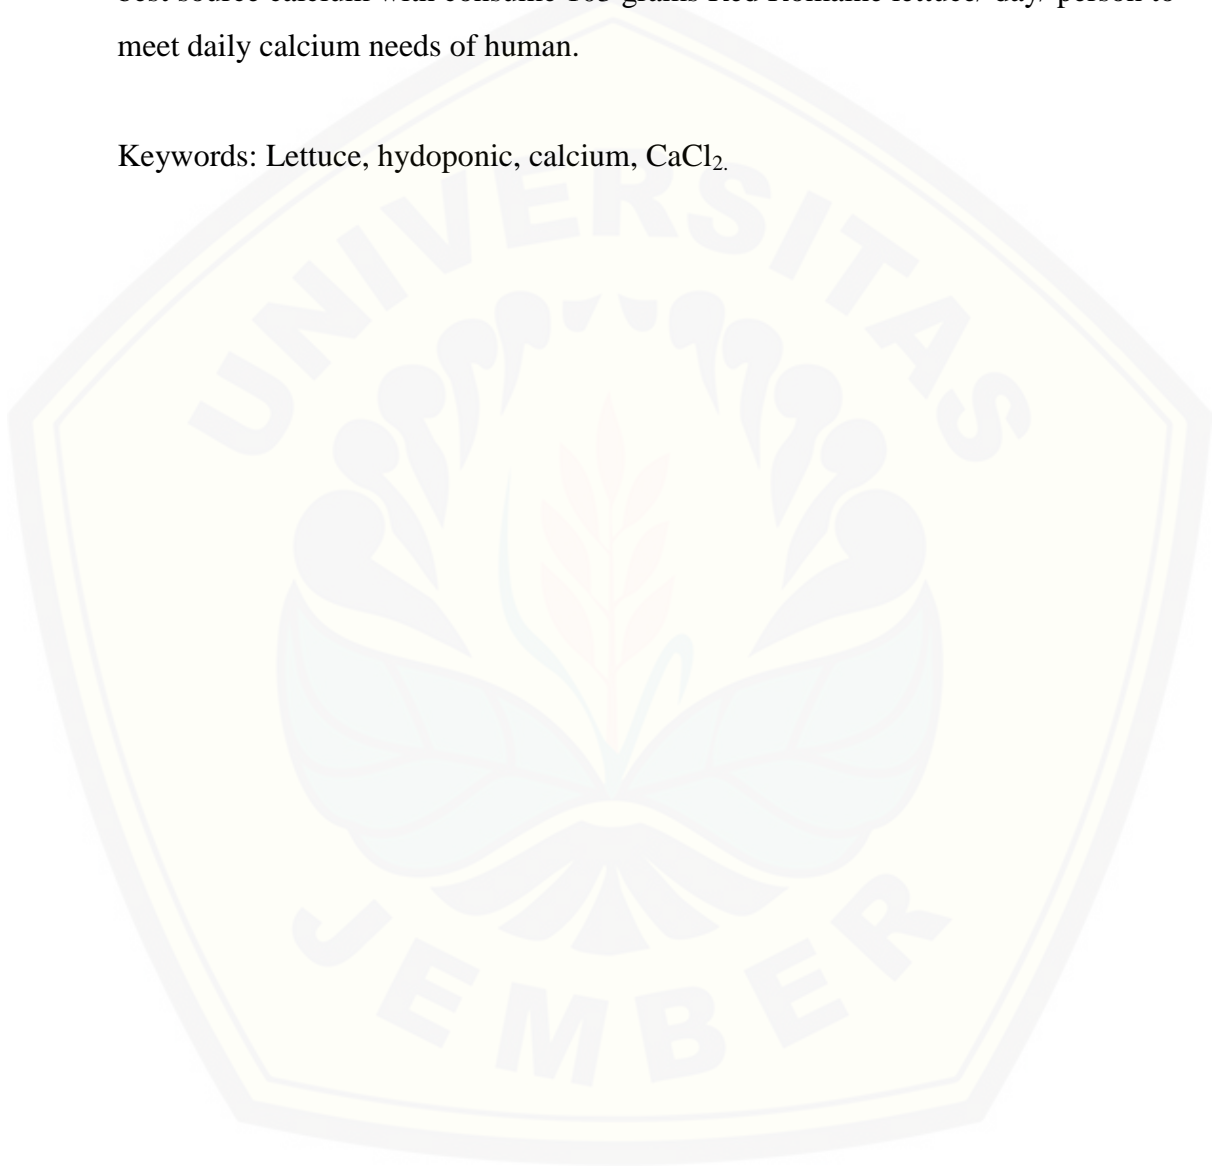 best source calcium with consume 105 grams Red Romaine lettuce/ day/ person to
meet daily calcium needs of human.
Keywords: Lettuce, hydoponic, calcium, CaCl₂.
UNIVERSITAS
JEMBER